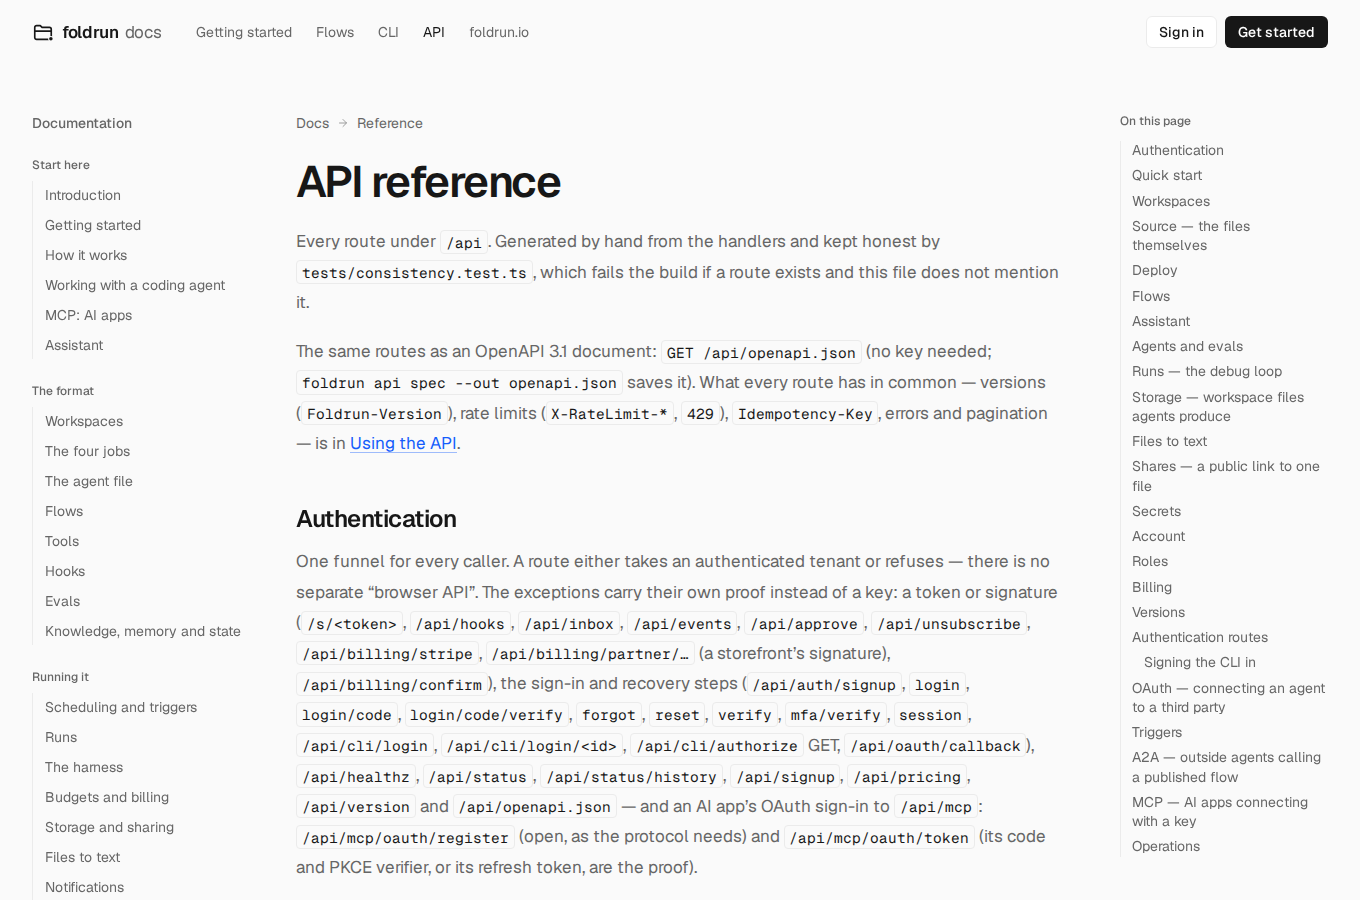 foldrun docs
Getting started
Flows
CLI
API
foldrun.io
Sign in
Get started
Documentation
Start here
Introduction
Getting started
How it works
Working with a coding agent
MCP: AI apps
Assistant
The format
Workspaces
The four jobs
The agent file
Flows
Tools
Hooks
Evals
Knowledge, memory and state
Running it
Scheduling and triggers
Runs
The harness
Budgets and billing
Storage and sharing
Files to text
Notifications
Docs → Reference
API reference
Every route under /api. Generated by hand from the handlers and kept honest by
tests/consistency.test.ts, which fails the build if a route exists and this file does not mention
it.
The same routes as an OpenAPI 3.1 document: GET /api/openapi.json (no key needed;
foldrun api spec --out openapi.json saves it). What every route has in common — versions
(Foldrun-Version), rate limits (X-RateLimit-*, 429), Idempotency-Key, errors and pagination
— is in Using the API.
Authentication
One funnel for every caller. A route either takes an authenticated tenant or refuses — there is no
separate “browser API”. The exceptions carry their own proof instead of a key: a token or signature
(/s/<token>, /api/hooks, /api/inbox, /api/events, /api/approve, /api/unsubscribe,
/api/billing/stripe, /api/billing/partner/… (a storefront’s signature),
/api/billing/confirm), the sign-in and recovery steps (/api/auth/signup, login,
login/code, login/code/verify, forgot, reset, verify, mfa/verify, session,
/api/cli/login, /api/cli/login/<id>, /api/cli/authorize GET, /api/oauth/callback),
/api/healthz, /api/status, /api/status/history, /api/signup, /api/pricing,
/api/version and /api/openapi.json — and an AI app’s OAuth sign-in to /api/mcp:
/api/mcp/oauth/register (open, as the protocol needs) and /api/mcp/oauth/token (its code
and PKCE verifier, or its refresh token, are the proof).
On this page
Authentication
Quick start
Workspaces
Source — the files
themselves
Deploy
Flows
Assistant
Agents and evals
Runs — the debug loop
Storage — workspace files
agents produce
Files to text
Shares — a public link to one
file
Secrets
Account
Roles
Billing
Versions
Authentication routes
Signing the CLI in
OAuth — connecting an agent
to a third party
Triggers
A2A — outside agents calling
a published flow
MCP — AI apps connecting
with a key
Operations